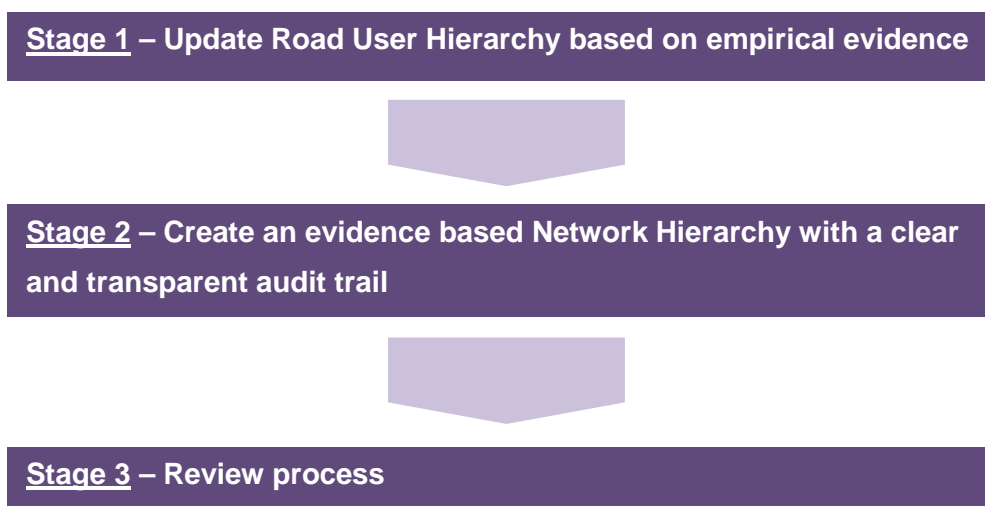 Stage 1 – Update Road User Hierarchy based on empirical evidence
Stage 2 – Create an evidence based Network Hierarchy with a clear
and transparent audit trail
Stage 3 – Review process